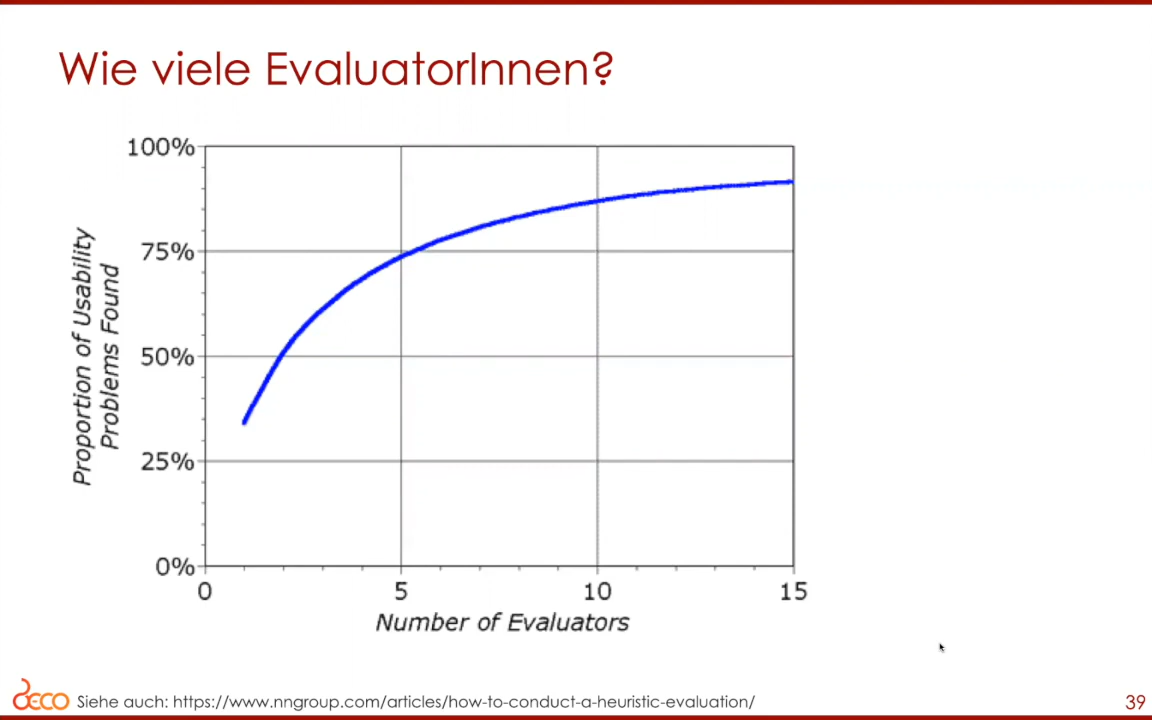 Wie viele EvaluatorInnen?
100%
75%
50%
25%
0%
Proportion of Usability
Problems Found
0 5 10 15
Number of Evaluators
DECO Siehe auch: https://www.nngroup.com/articles/how-to-conduct-a-heuristic-evaluation/ 39